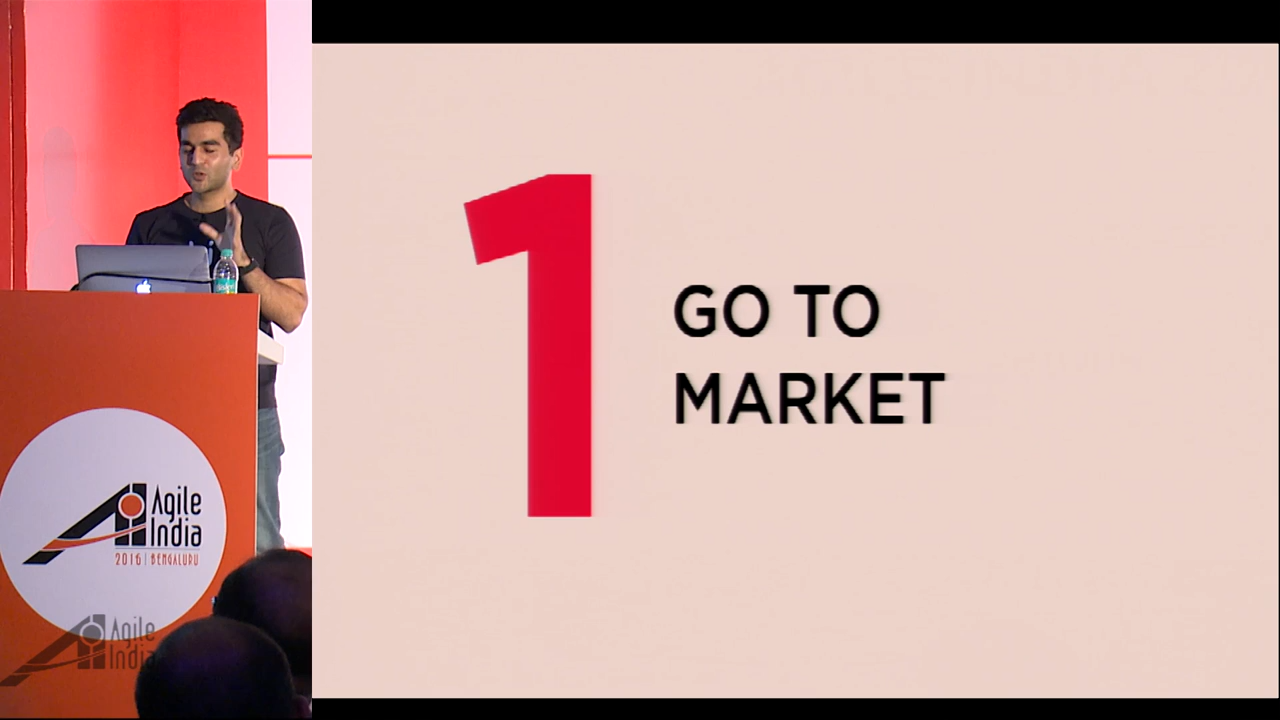 1
GO TO
MARKET
Agile
India
2016 | BENGALURU
Agile
India